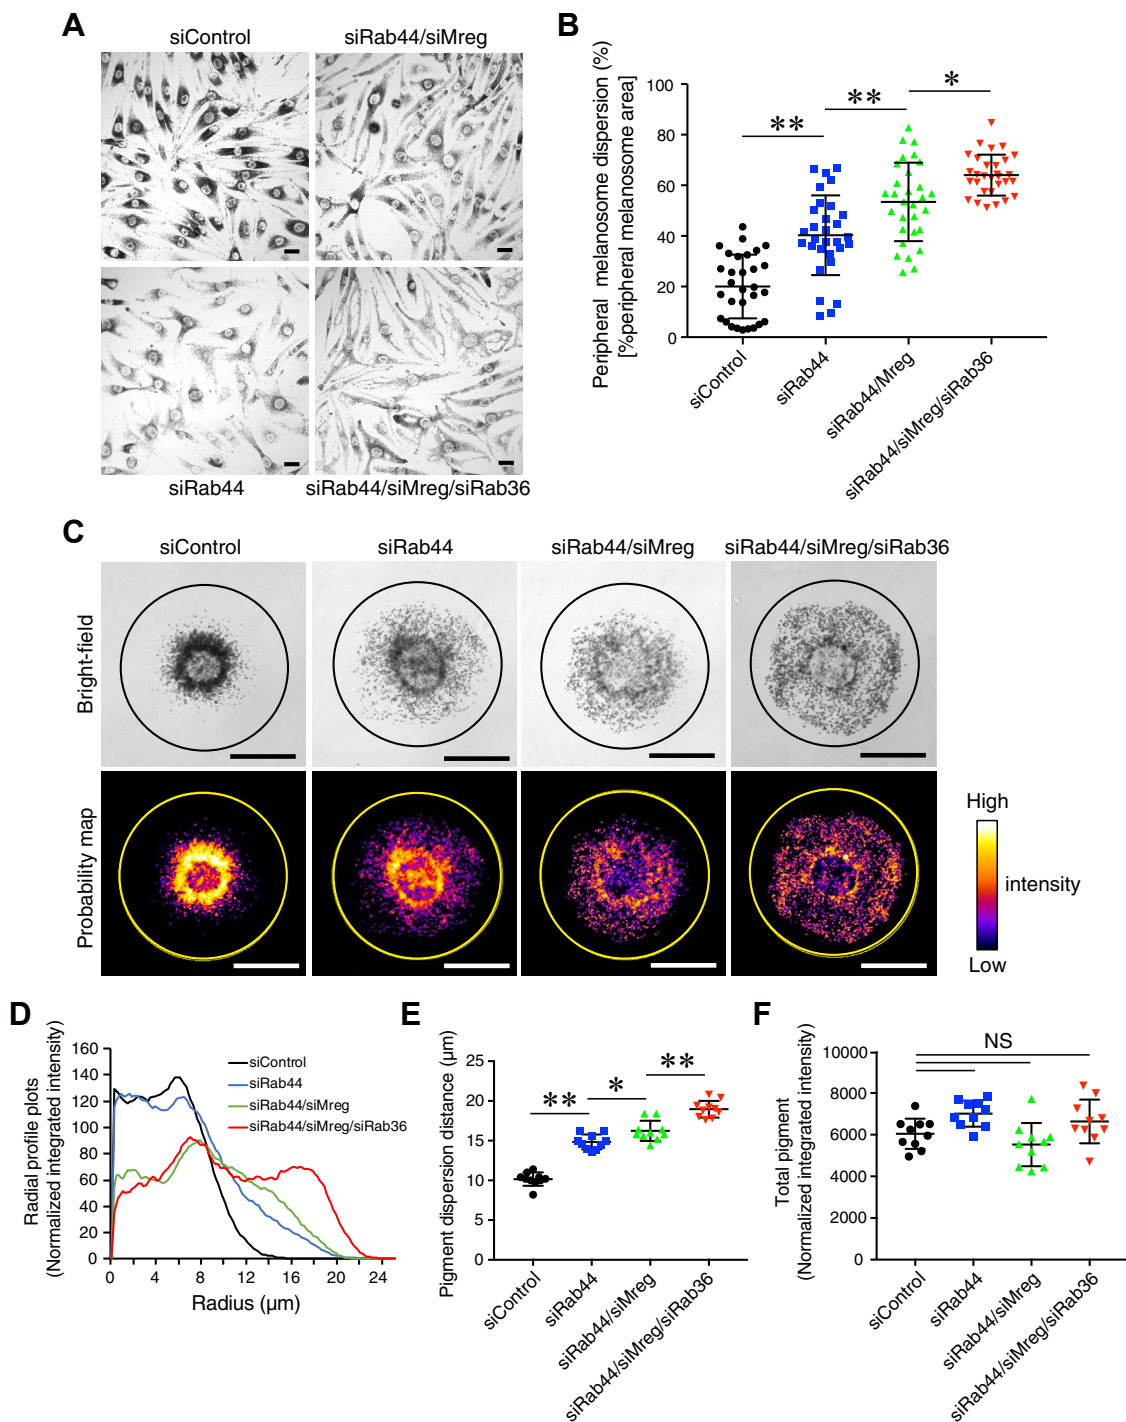 A
siControl
siRab44/siMreg
siRab44
siRab44/siMreg/siRab36
B
Peripheral melanosome dispersion (%)
[%peripheral melanosome area]
100
80
60
40
20
0
**
**
*
siControl
siRab44
siRab44/Mreg
siRab44/siMreg/siRab36
C
siControl
siRab44
siRab44/siMreg
siRab44/siMreg/siRab36
Bright-field
Probability map
High
intensity
Low
D
Radial profile plots
(Normalized integrated intensity)
160
140
120
100
80
60
40
20
0
0
4
8
12
16
20
24
Radius (μm)
siControl
siRab44
siRab44/siMreg
siRab44/siMreg/siRab36
E
Pigment dispersion distance (μm)
25
20
15
10
5
0
**
*
**
siControl
siRab44
siRab44/siMreg
siRab44/siMreg/siRab36
F
Total pigment
(Normalized integrated intensity)
10000
8000
6000
4000
2000
0
NS
siControl
siRab44
siRab44/siMreg
siRab44/siMreg/siRab36